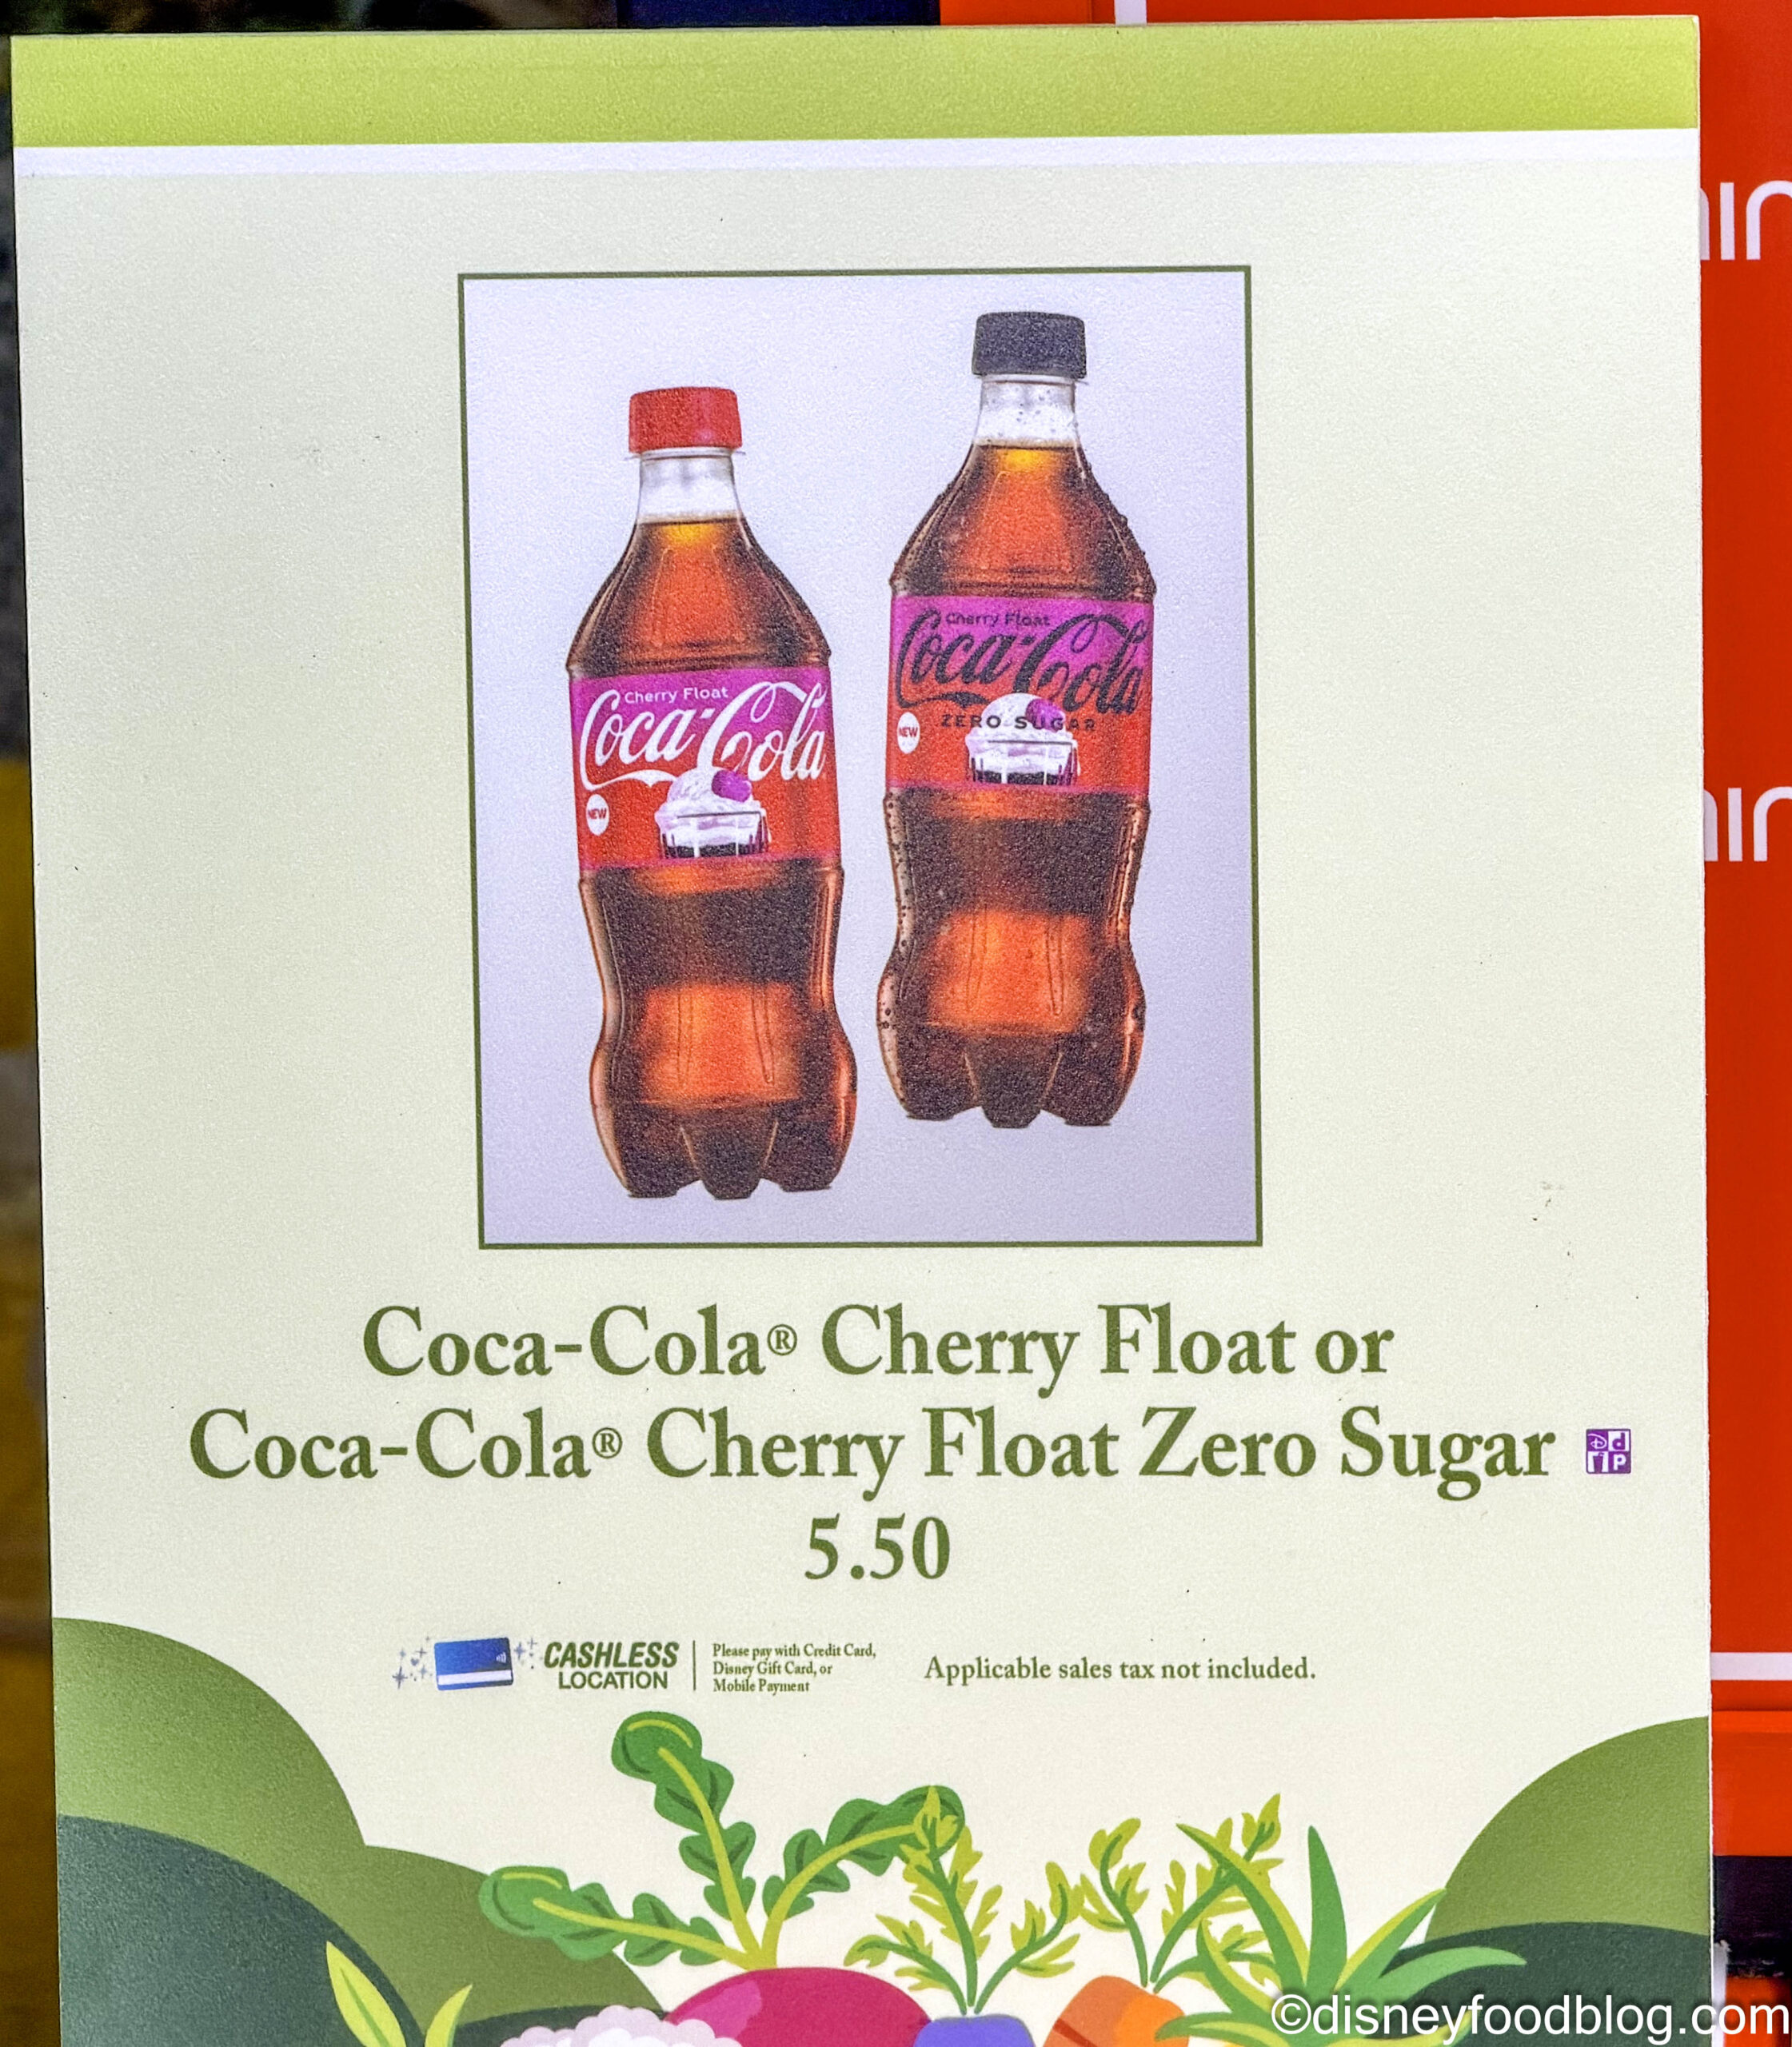 Cherry Float
Coca-Cola
NEW
Cherry Float
Coca-Cola
ZERO SUGAR
NEW
Coca-Cola® Cherry Float or
Coca-Cola® Cherry Float Zero Sugar
DdP
5.50
CASHLESS
LOCATION
Please pay with Credit Card,
Disney Gift Card, or
Mobile Payment
Applicable sales tax not included.
©disneyfoodblog.com